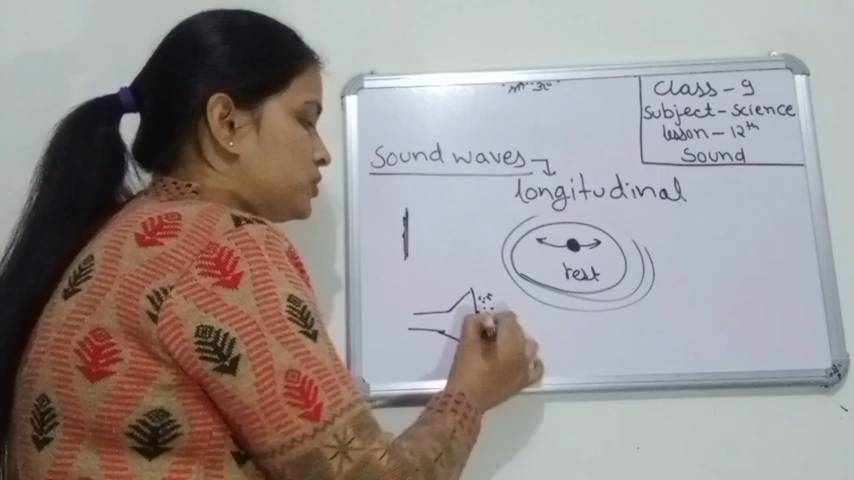 Class - 9
Subject - Science
lesson - 12th
Sound
Sound waves
longitudinal
rest